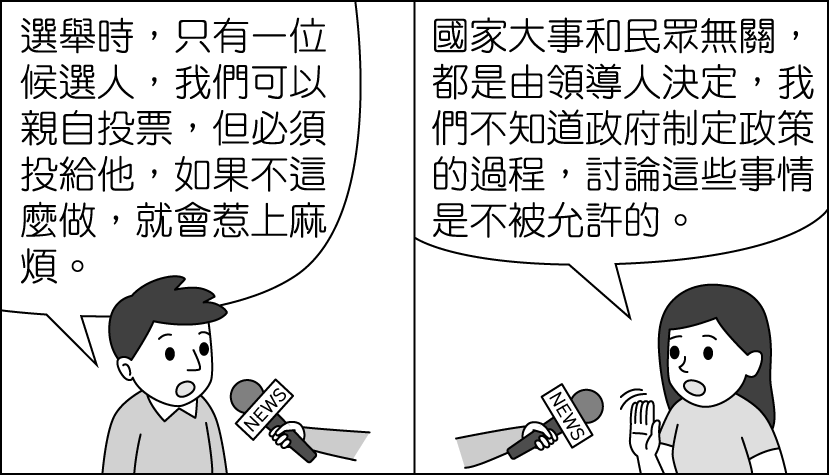 選舉時，只有一位
候選人，我們可以
親自投票，但必須
投給他，如果不這
麼做，就會惹上麻
煩。
國家大事和民眾無關，
都是由領導人決定，我
們不知道政府制定政策
的過程，討論這些事情
是不被允許的。
NEWS
NEWS